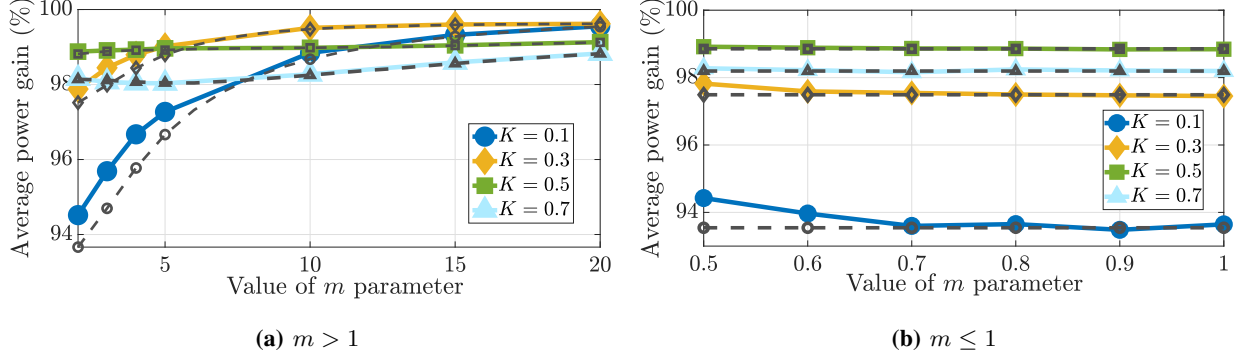 Average power gain (%)
100
98
96
94
5
10
15
20
Value of m parameter
K = 0.1
K = 0.3
K = 0.5
K = 0.7
(a) m > 1
Average power gain (%)
100
98
96
94
0.5
0.6
0.7
0.8
0.9
1
Value of m parameter
K = 0.1
K = 0.3
K = 0.5
K = 0.7
(b) m ≤ 1